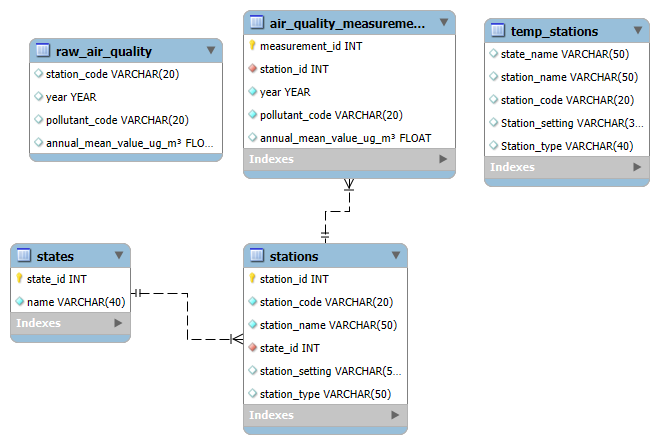 raw_air_quality
station_code VARCHAR(20)
year YEAR
pollutant_code VARCHAR(20)
annual_mean_value_ug_m³ FLO...
air_quality_measureme...
measurement_id INT
station_id INT
year YEAR
pollutant_code VARCHAR(20)
annual_mean_value_ug_m³ FLOAT
Indexes
temp_stations
state_name VARCHAR(50)
station_name VARCHAR(50)
station_code VARCHAR(20)
Station_setting VARCHAR(3...
Station_type VARCHAR(40)
Indexes
states
state_id INT
name VARCHAR(40)
Indexes
stations
station_id INT
station_code VARCHAR(20)
station_name VARCHAR(50)
state_id INT
station_setting VARCHAR(5...
station_type VARCHAR(50)
Indexes